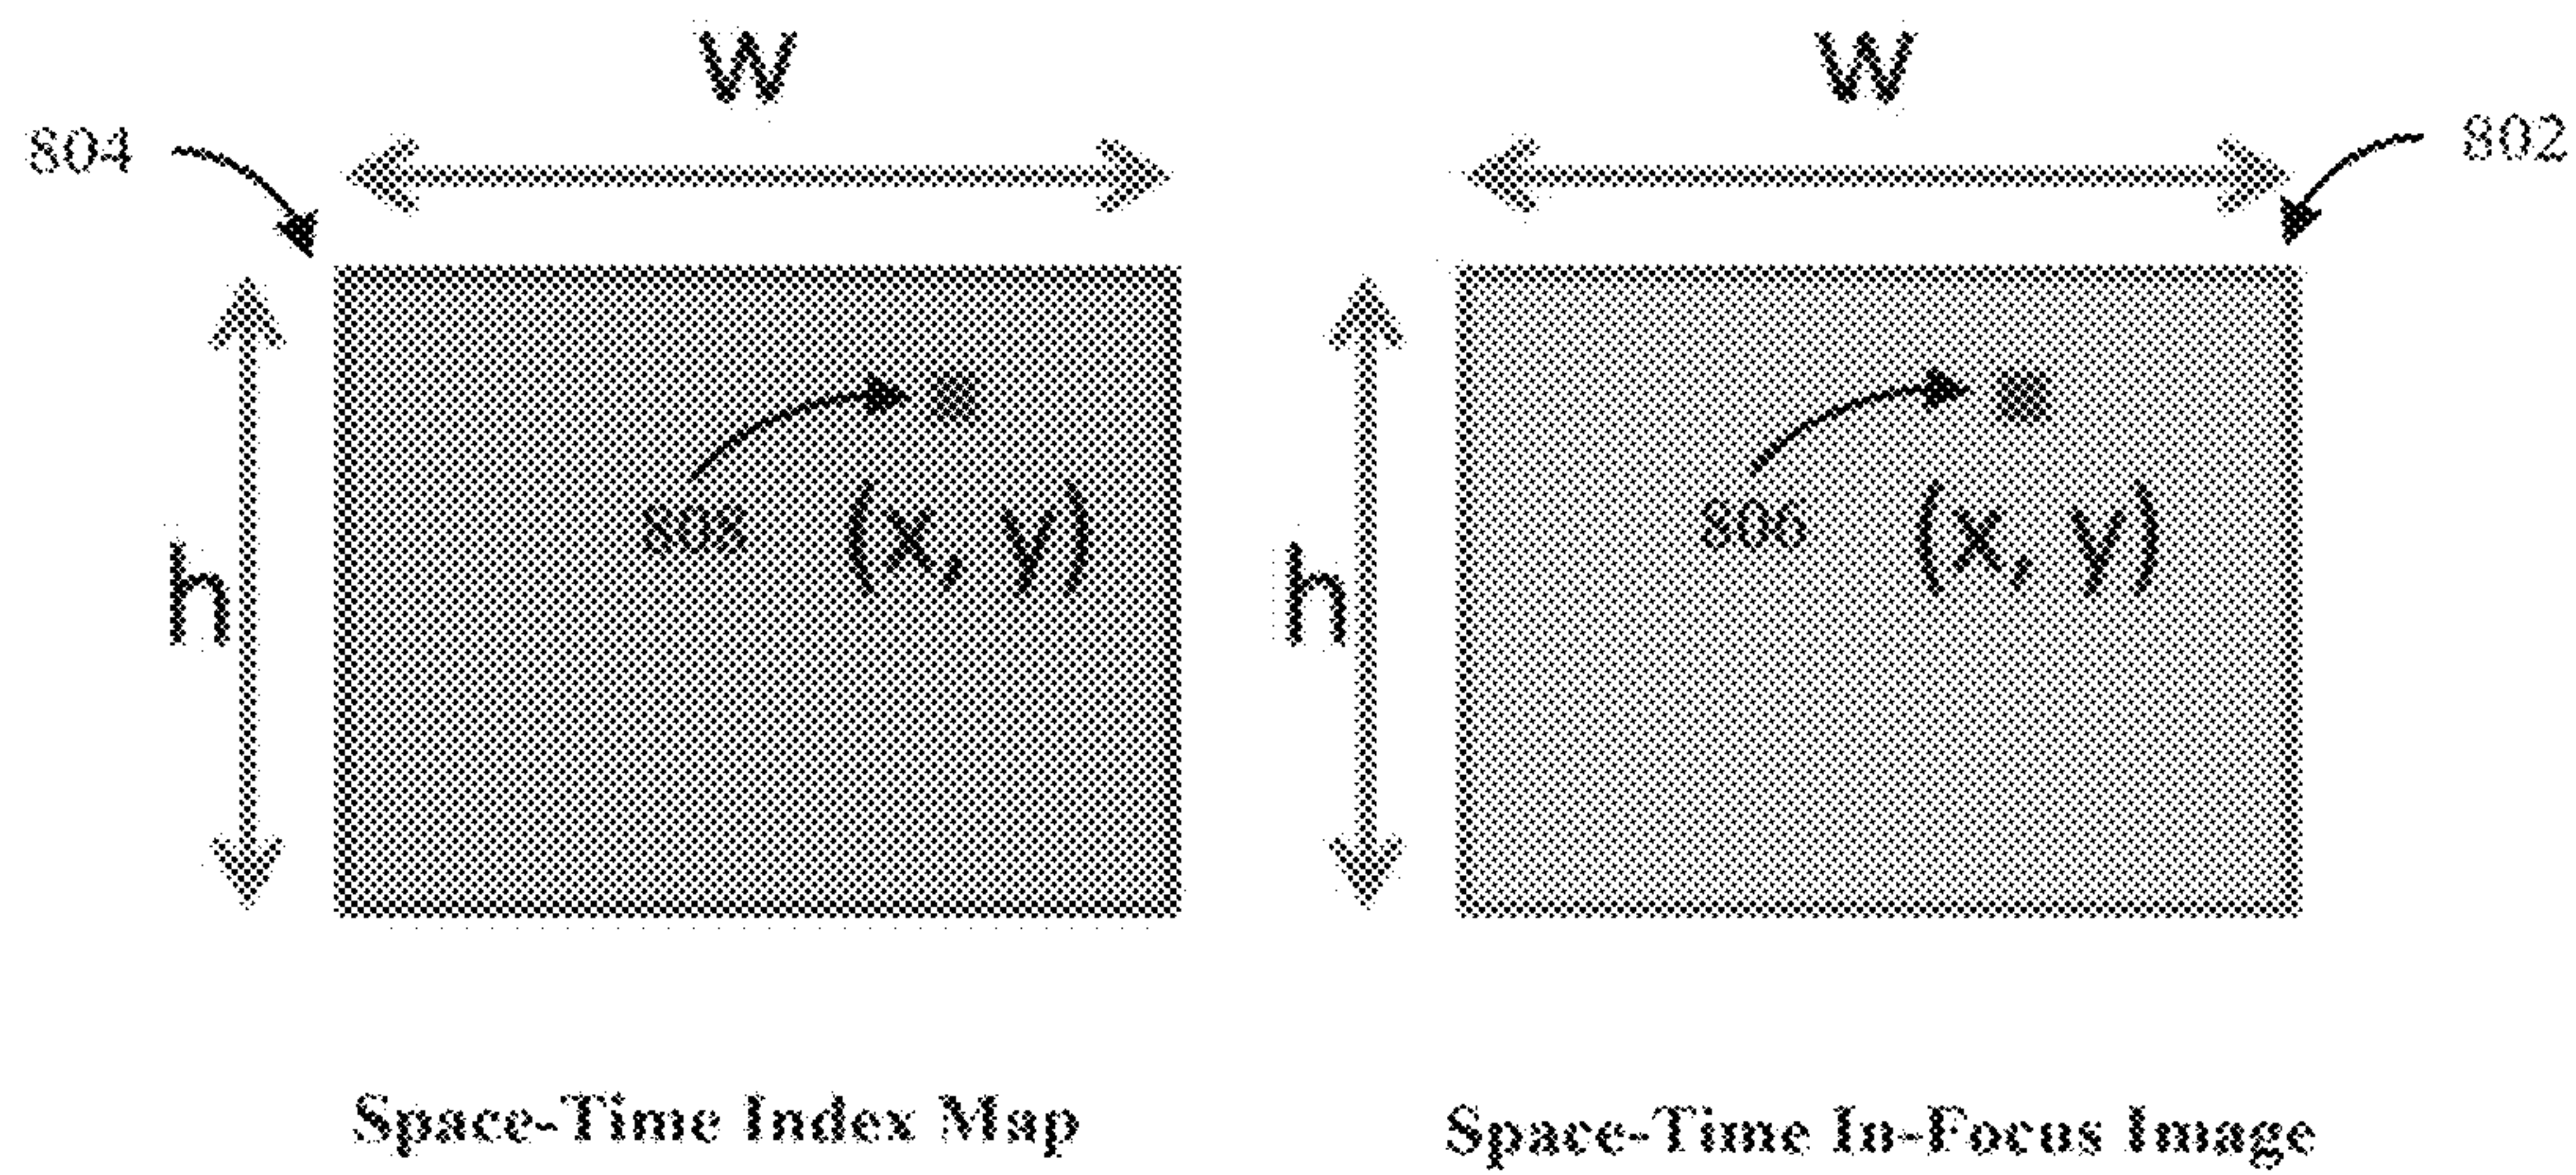 W
W
804
802
h
808
(x, y)
h
806
(x, y)
Space-Time Index Map
Space-Time In-Focus Image